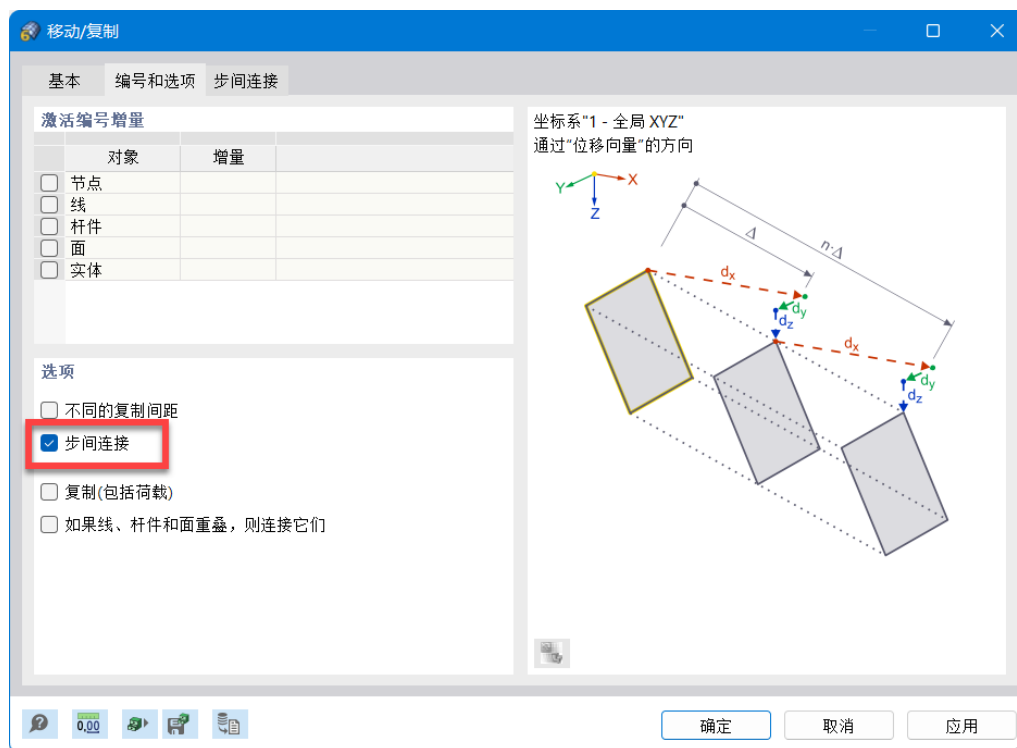 移动/复制
基本 编号和选项 步间连接
激活编号增量
对象 增量
节点
线
杆件
面
实体
选项
不同的复制间距
步间连接
复制(包括荷载)
如果线、杆件和面重叠，则连接它们
坐标系"1 - 全局 XYZ"
通过"位移向量"的方向
Y X
Z
Δ
n·Δ
dx
dy
dz
dx
dy
dz
0,00
确定 取消 应用